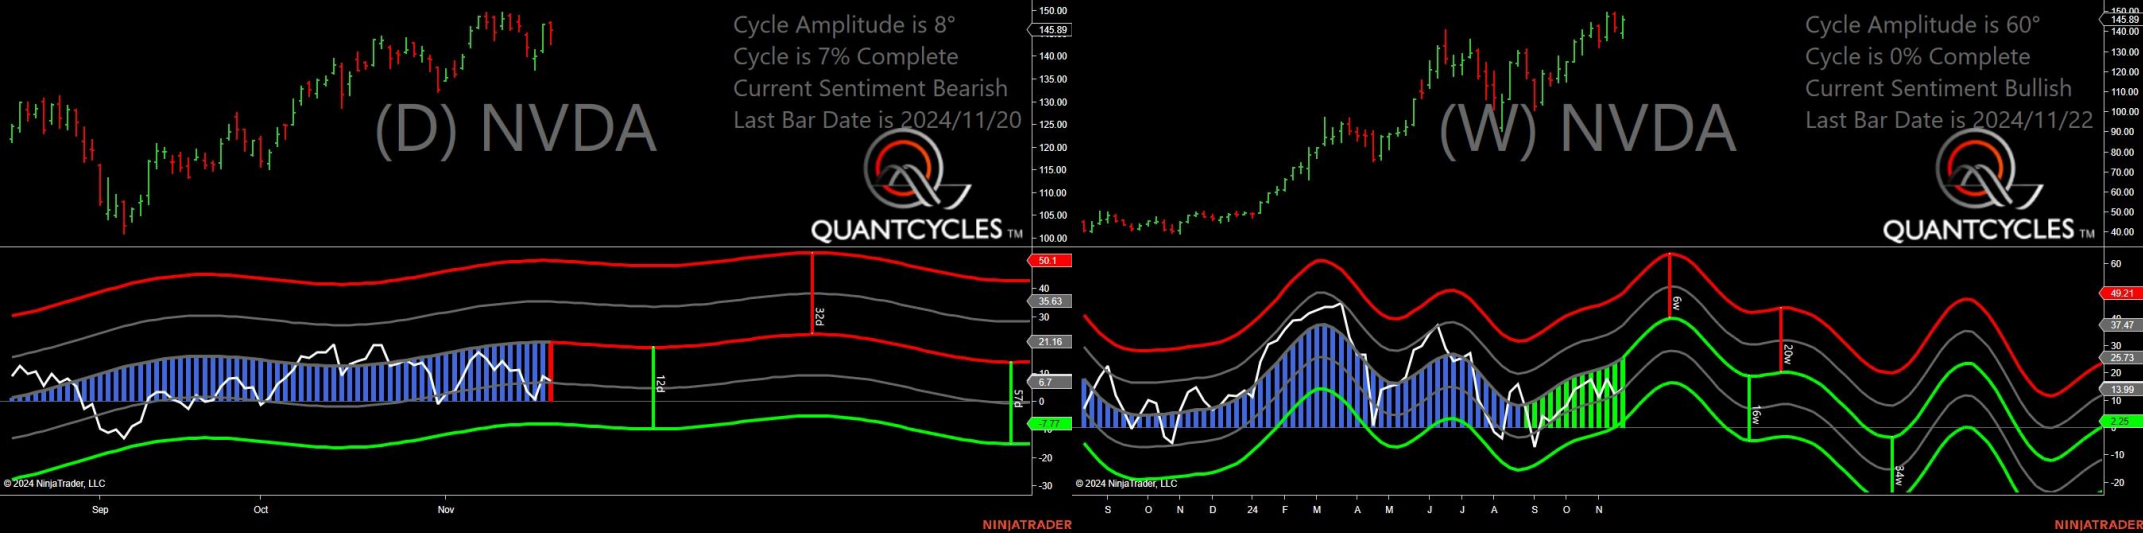 Cycle Amplitude is 8°
Cycle is 7% Complete
Current Sentiment Bearish
Last Bar Date is 2024/11/20
(D) NVDA
QUANTCYCLES TM
150.00
145.89
140.00
135.00
130.00
125.00
120.00
115.00
110.00
105.00
100.00
50.1
40
35.63
30
21.16
10
6.7
0
-7.77
-20
-30
32d
12d
57d
© 2024 NinjaTrader, LLC
Sep Oct Nov
NINJATRADER
Cycle Amplitude is 60°
Cycle is 0% Complete
Current Sentiment Bullish
Last Bar Date is 2024/11/22
(W) NVDA
QUANTCYCLES TM
150.00
145.89
140.00
130.00
120.00
110.00
100.00
90.00
80.00
70.00
60.00
50.00
40.00
60
49.21
37.47
30
25.73
20
13.99
10
2.25
-10
-20
6w
20w
16w
34w
© 2024 NinjaTrader, LLC
S O N D 24 F M A M J J A S O N
NINJATRADER